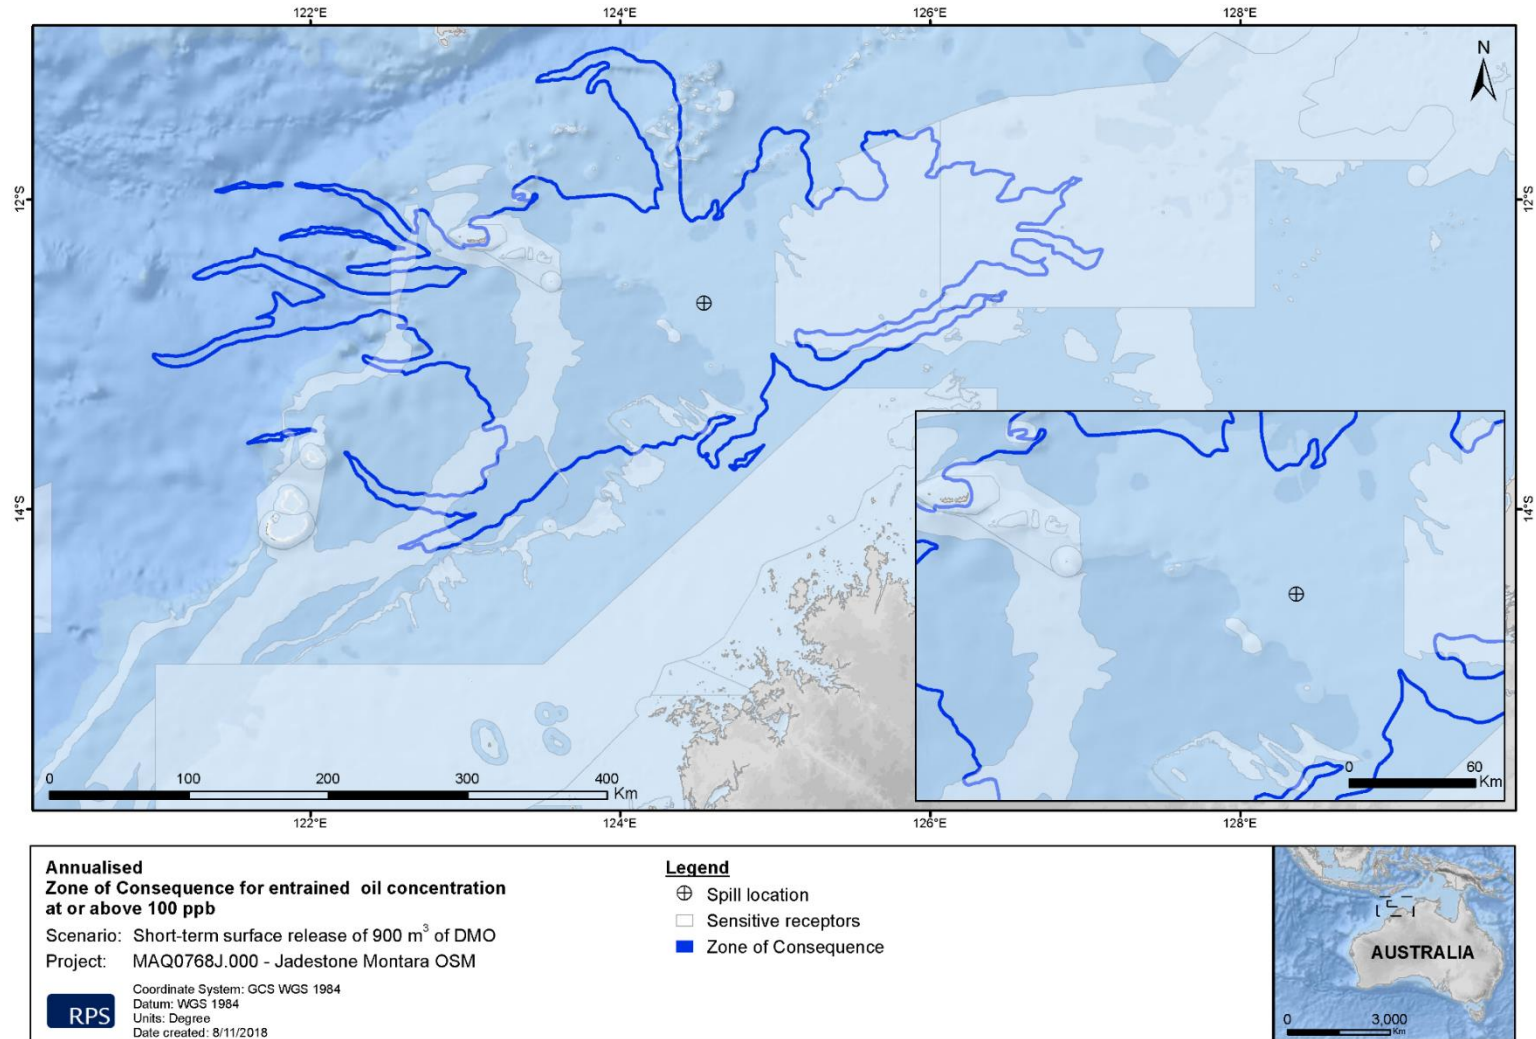 122°E 124°E 126°E 128°E
N
12°S 12°S
14°S 14°S
0 100 200 300 400 Km
0 60 Km
122°E 124°E 126°E 128°E
Annualised
Zone of Consequence for entrained oil concentration
at or above 100 ppb
Scenario: Short-term surface release of 900 m³ of DMO
Project: MAQ0768J.000 - Jadestone Montara OSM
RPS
Coordinate System: GCS WGS 1984
Datum: WGS 1984
Units: Degree
Date created: 8/11/2018
Legend
Spill location
Sensitive receptors
Zone of Consequence
AUSTRALIA
0 3,000 Km